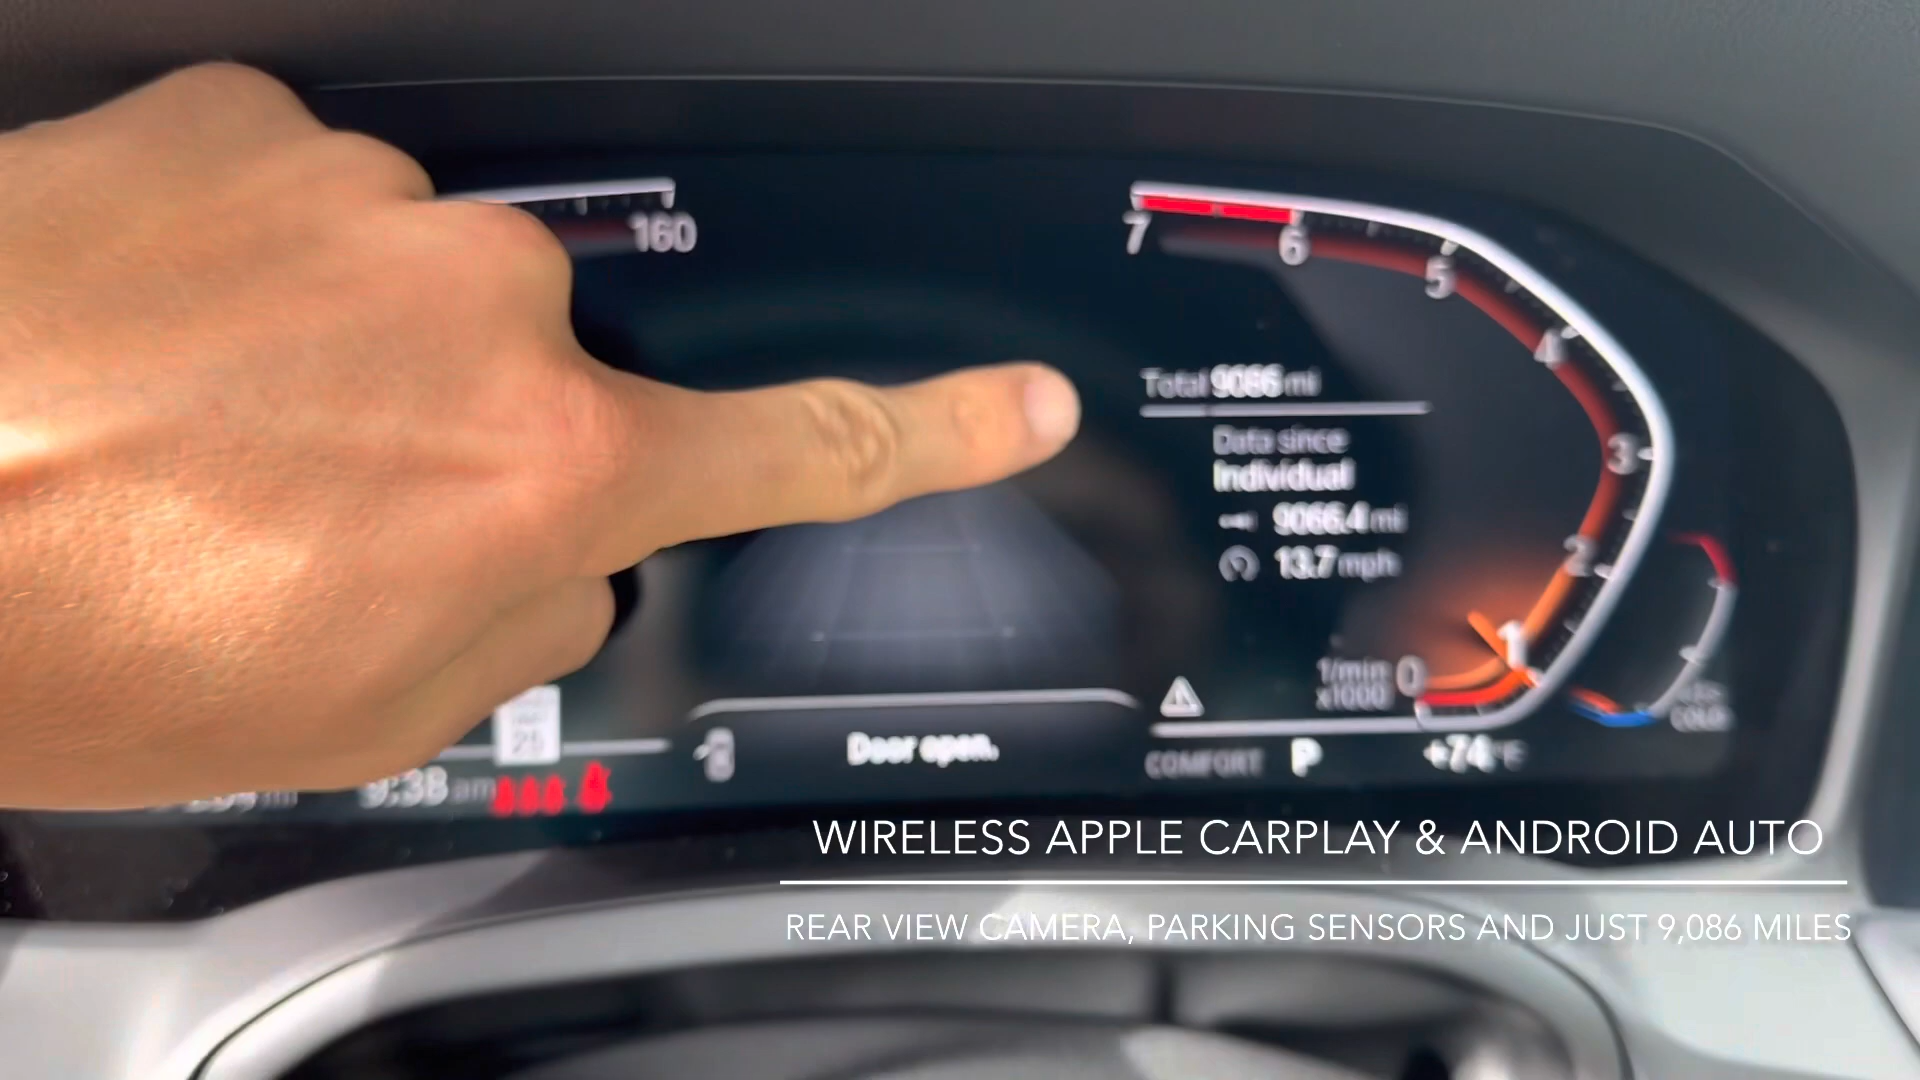 160
7
6
5
4
3
2
1
0
Total 9086 mi
Data since
Individual
9066.4 mi
13.7 mph
1/min
x1000
25
Door open.
COMFORT P +74 °F
COLD
9:38 am
WIRELESS APPLE CARPLAY & ANDROID AUTO
REAR VIEW CAMERA, PARKING SENSORS AND JUST 9,086 MILES